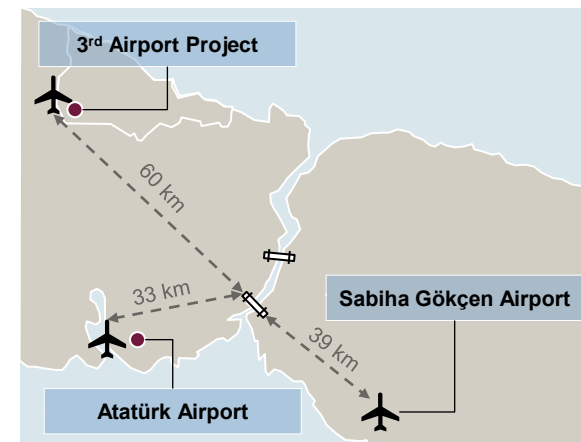 3rd Airport Project
60 km
33 km
Sabiha Gökçen Airport
39 km
Atatürk Airport